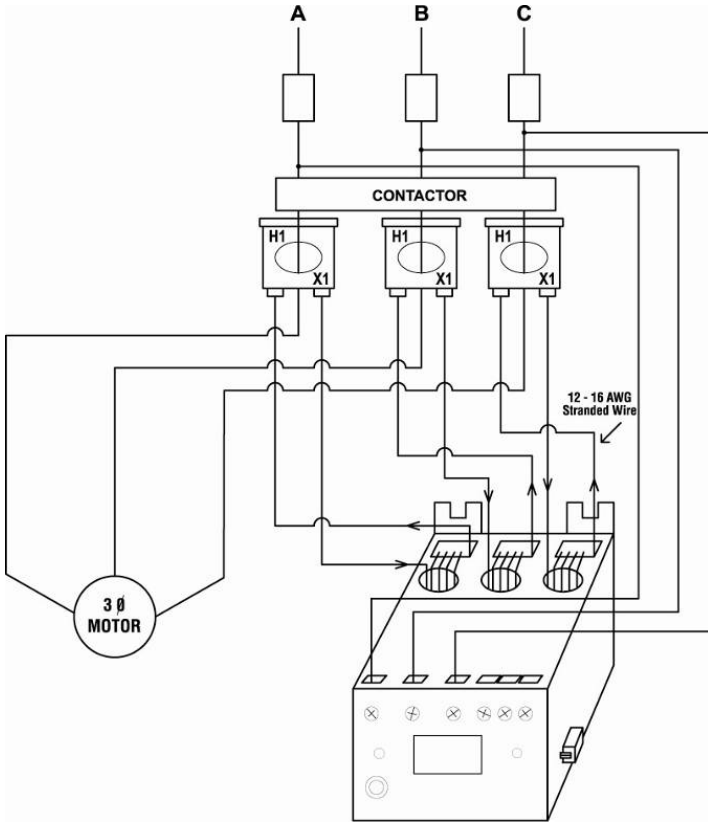 A B C
CONTACTOR
H1 H1 H1
X1 X1 X1
12 - 16 AWG
Stranded Wire
3 Ø
MOTOR